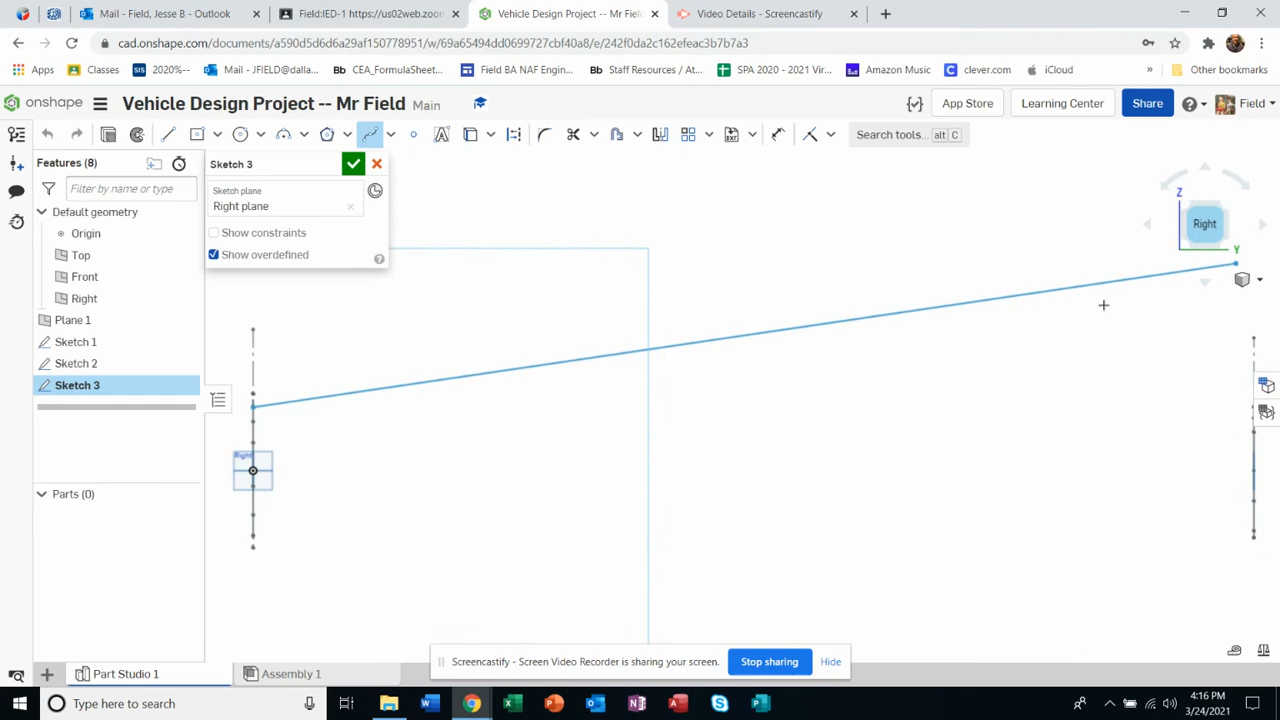 Mail - Field, Jesse B - Outlook
Field:IED-1 https://us02web.zoom
Vehicle Design Project -- Mr Field
Video Details - Screencastify
cad.onshape.com/documents/a590d5d6d6a29af150778951/w/69a65494dd0699727cbf40a8/e/242f0da2c162efeac3b7b7a3
Apps
Classes
2020%--
Mail - JFIELD@dalla...
Bb CEA_FormulaSheet...
Field BA NAF Engin...
Bb Staff Resources / At...
SPA 2020 - 2021 Vir...
Amazon Music
clever.com
iCloud
»
Other bookmarks
onshape
Vehicle Design Project -- Mr Field Main
App Store
Learning Center
Share
Field
Search tools... alt C
Features (8)
Filter by name or type
Default geometry
Origin
Top
Front
Right
Plane 1
Sketch 1
Sketch 2
Sketch 3
Parts (0)
Sketch 3
Sketch plane
Right plane
Show constraints
Show overdefined
Right
Z
Right
Y
Part Studio 1
Assembly 1
Screencastify - Screen Video Recorder is sharing your screen.
Stop sharing
Hide
Type here to search
4:16 PM
3/24/2021